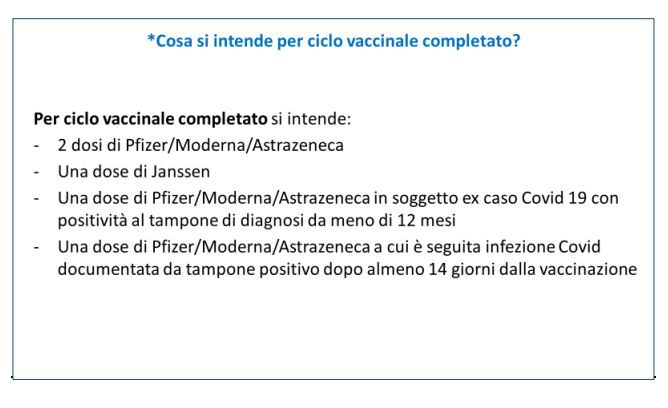 *Cosa si intende per ciclo vaccinale completato?
Per ciclo vaccinale completato si intende:
- 2 dosi di Pfizer/Moderna/Astrazeneca
- Una dose di Janssen
- Una dose di Pfizer/Moderna/Astrazeneca in soggetto ex caso Covid 19 con
positività al tampone di diagnosi da meno di 12 mesi
- Una dose di Pfizer/Moderna/Astrazeneca a cui è seguita infezione Covid
documentata da tampone positivo dopo almeno 14 giorni dalla vaccinazione